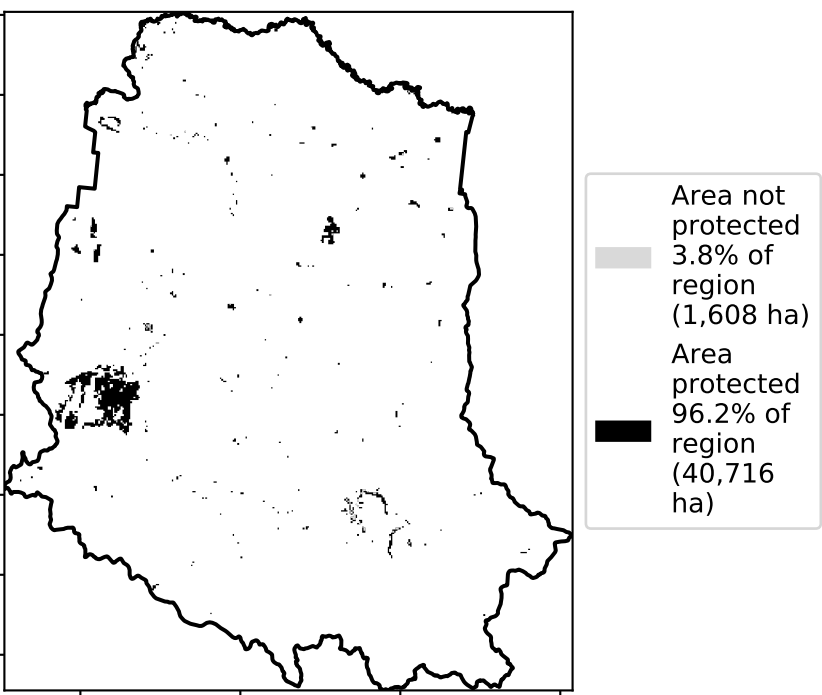 Area not
protected
3.8% of
region
(1,608 ha)
Area
protected
96.2% of
region
(40,716
ha)